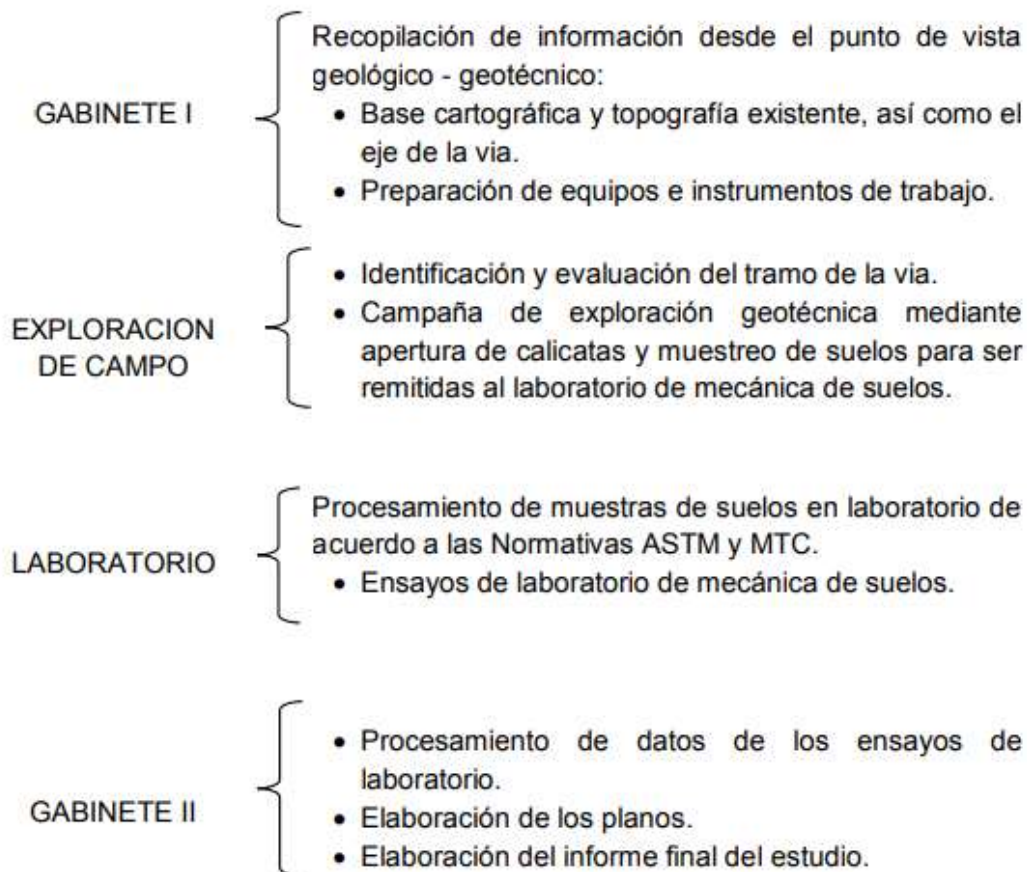 GABINETE I
Recopilación de información desde el punto de vista
geológico - geotécnico:
• Base cartográfica y topografía existente, así como el
eje de la via.
• Preparación de equipos e instrumentos de trabajo.
EXPLORACION
DE CAMPO
• Identificación y evaluación del tramo de la via.
• Campaña de exploración geotécnica mediante
apertura de calicatas y muestreo de suelos para ser
remitidas al laboratorio de mecánica de suelos.
LABORATORIO
Procesamiento de muestras de suelos en laboratorio de
acuerdo a las Normativas ASTM y MTC.
• Ensayos de laboratorio de mecánica de suelos.
GABINETE II
• Procesamiento de datos de los ensayos de
laboratorio.
• Elaboración de los planos.
• Elaboración del informe final del estudio.